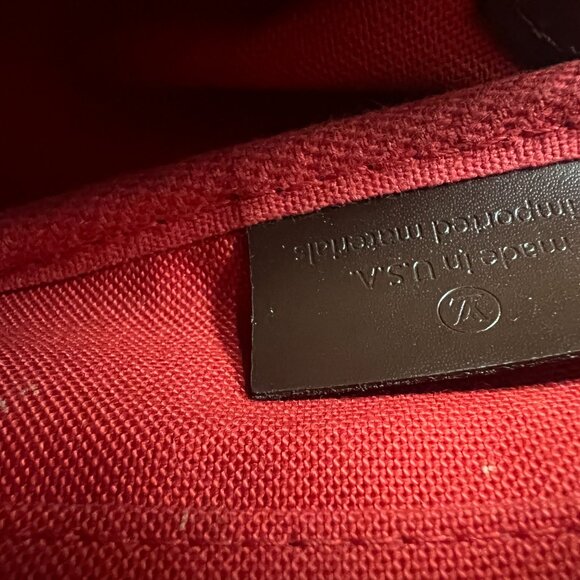 made in U.S.A.
imported materials